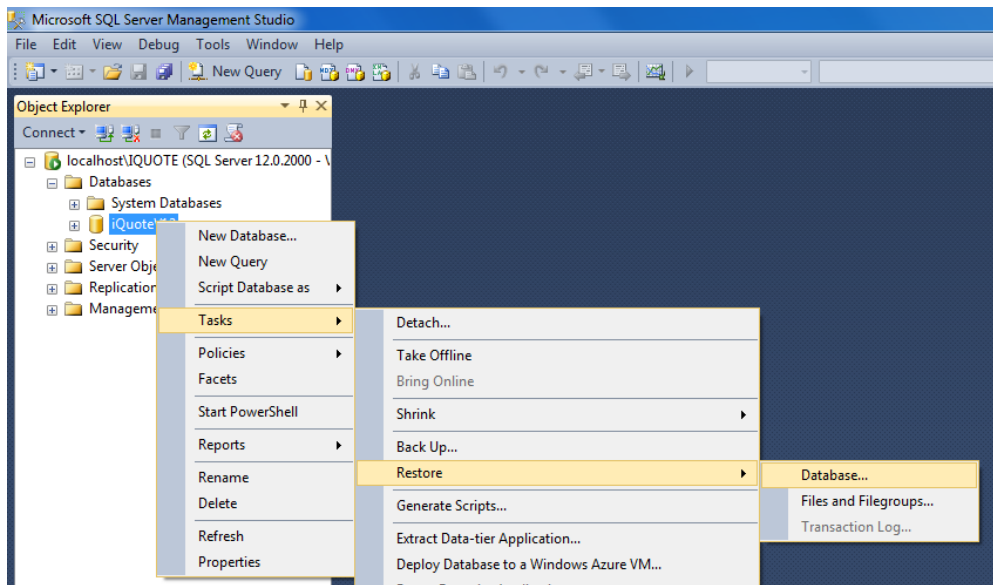 Microsoft SQL Server Management Studio
File Edit View Debug Tools Window Help
New Query
Object Explorer
Connect
localhost\IQUOTE (SQL Server 12.0.2000 - \
Databases
System Databases
iQuote
Security
Server Obje
Replication
Manageme
New Database...
New Query
Script Database as
Tasks
Policies
Facets
Start PowerShell
Reports
Rename
Delete
Refresh
Properties
Detach...
Take Offline
Bring Online
Shrink
Back Up...
Restore
Generate Scripts...
Extract Data-tier Application...
Deploy Database to a Windows Azure VM...
Database...
Files and Filegroups...
Transaction Log...